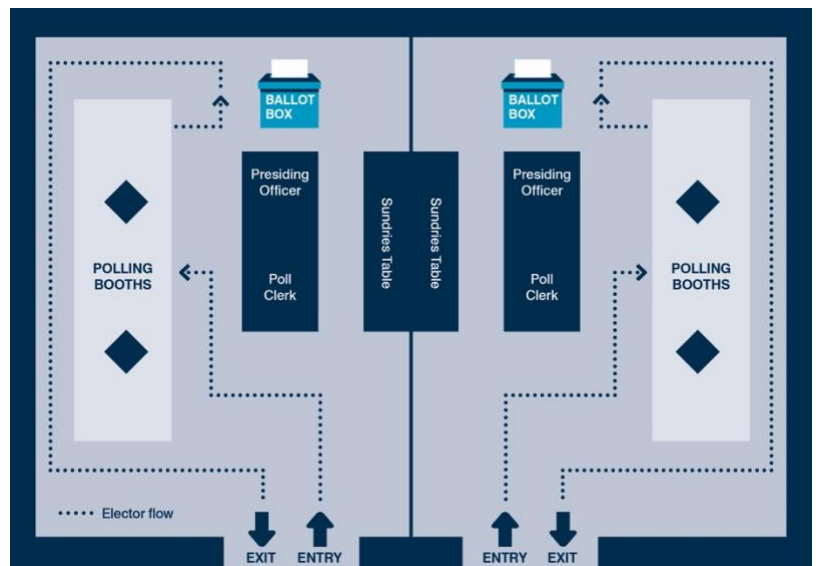 BALLOT
BOX
BALLOT
BOX
Presiding
Officer
Sundries Table
Sundries Table
Presiding
Officer
POLLING
BOOTHS
Poll
Clerk
Poll
Clerk
POLLING
BOOTHS
Elector flow
EXIT ENTRY
ENTRY EXIT